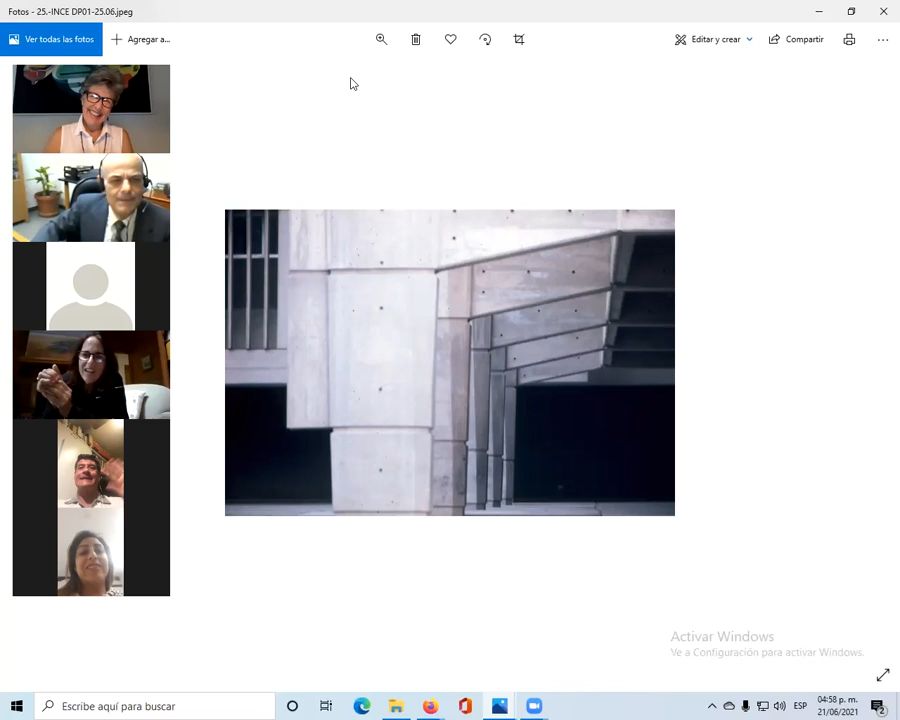 Fotos - 25.-INCE DP01-25.06.jpeg
Ver todas las fotos
Agregar a...
Editar y crear
Compartir
Activar Windows
Ve a Configuración para activar Windows.
Escribe aquí para buscar
ESP
04:58 p. m.
21/06/2021
2